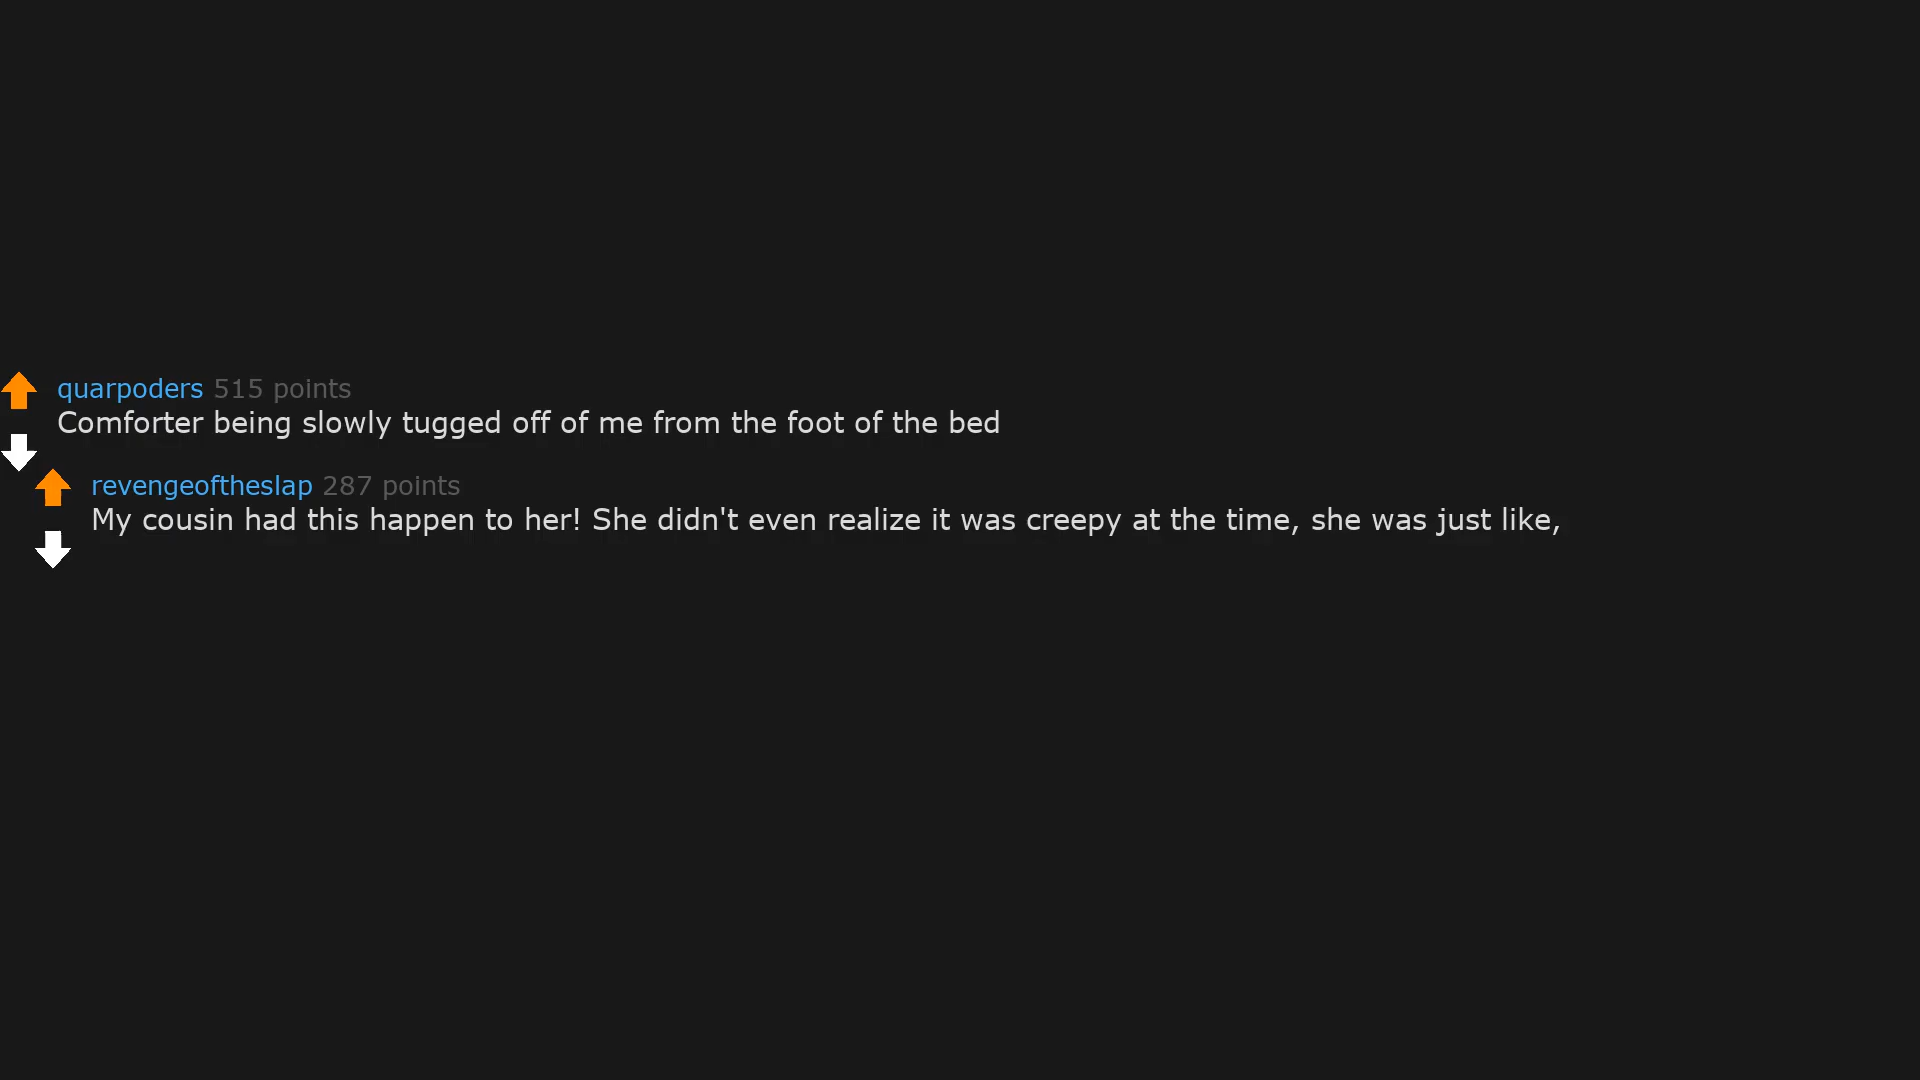 quarpoders 515 points
Comforter being slowly tugged off of me from the foot of the bed
revengeoftheslap 287 points
My cousin had this happen to her! She didn't even realize it was creepy at the time, she was just like,